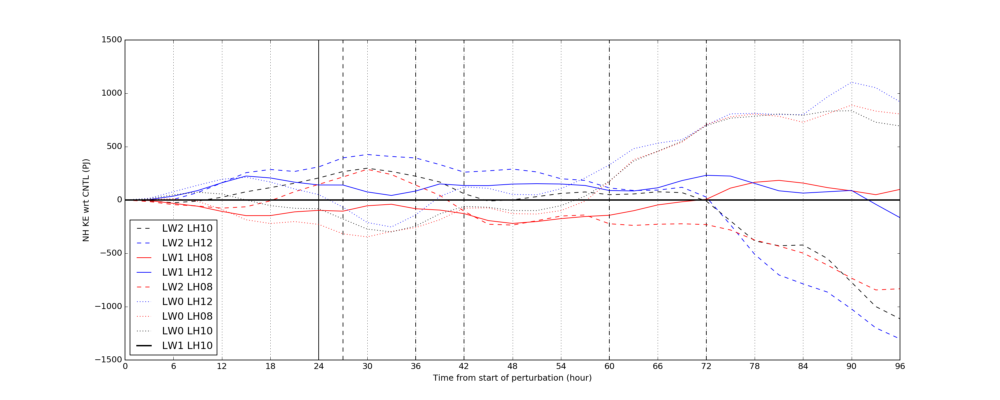 1500
1000
500
0
−500
−1000
−1500
NH KE wrt CNTL (PJ)
LW2 LH10
LW2 LH12
LW1 LH08
LW1 LH12
LW2 LH08
LW0 LH12
LW0 LH08
LW0 LH10
LW1 LH10
0 6 12 18 24 30 36 42 48 54 60 66 72 78 84 90 96
Time from start of perturbation (hour)